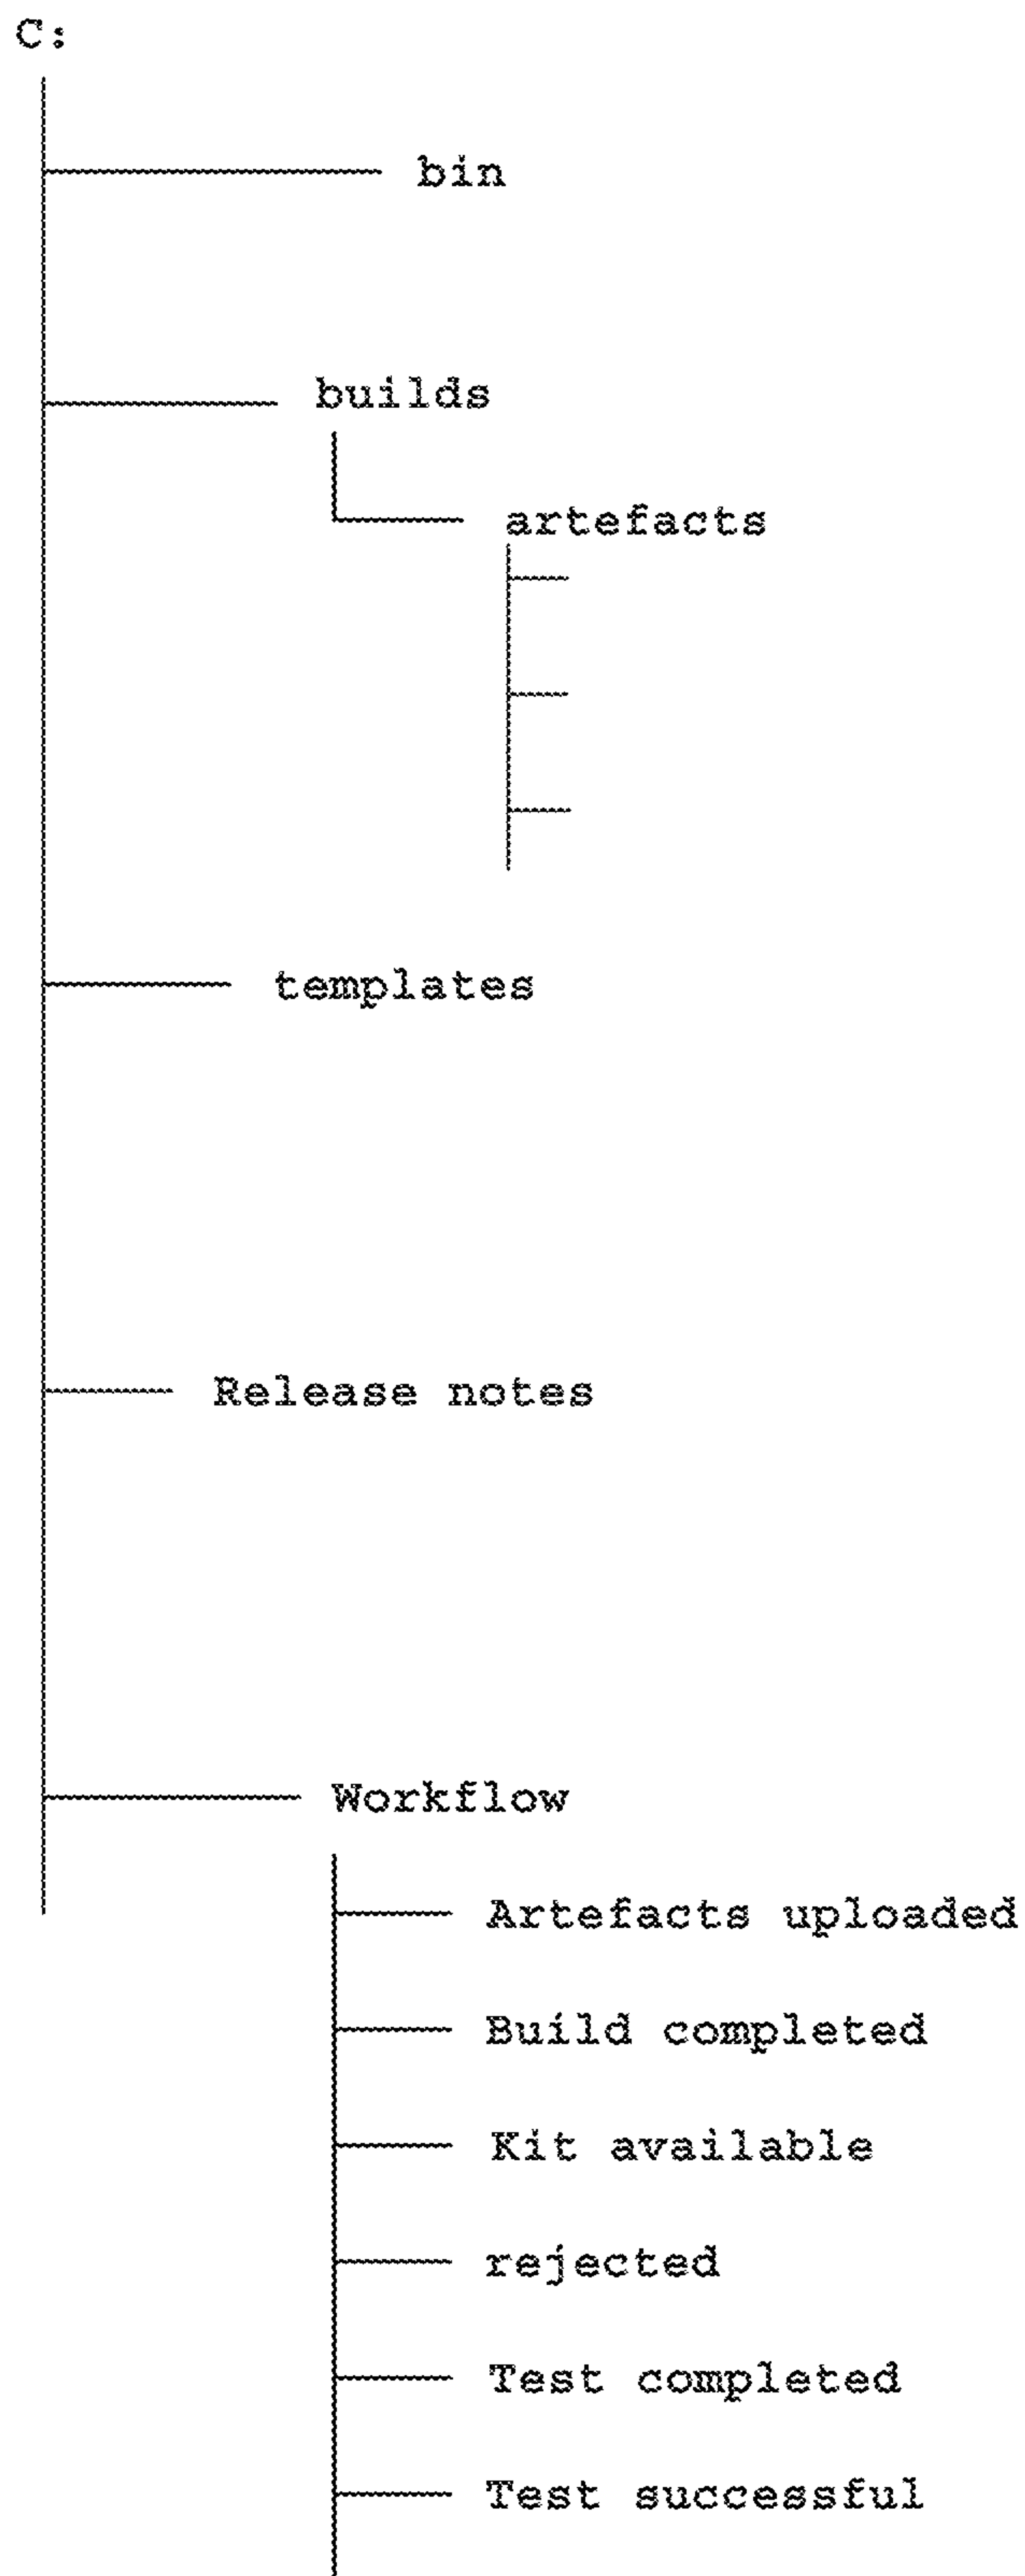 C:
bin
builds
artefacts
templates
Release notes
Workflow
Artefacts uploaded
Build completed
Kit available
rejected
Test completed
Test successful